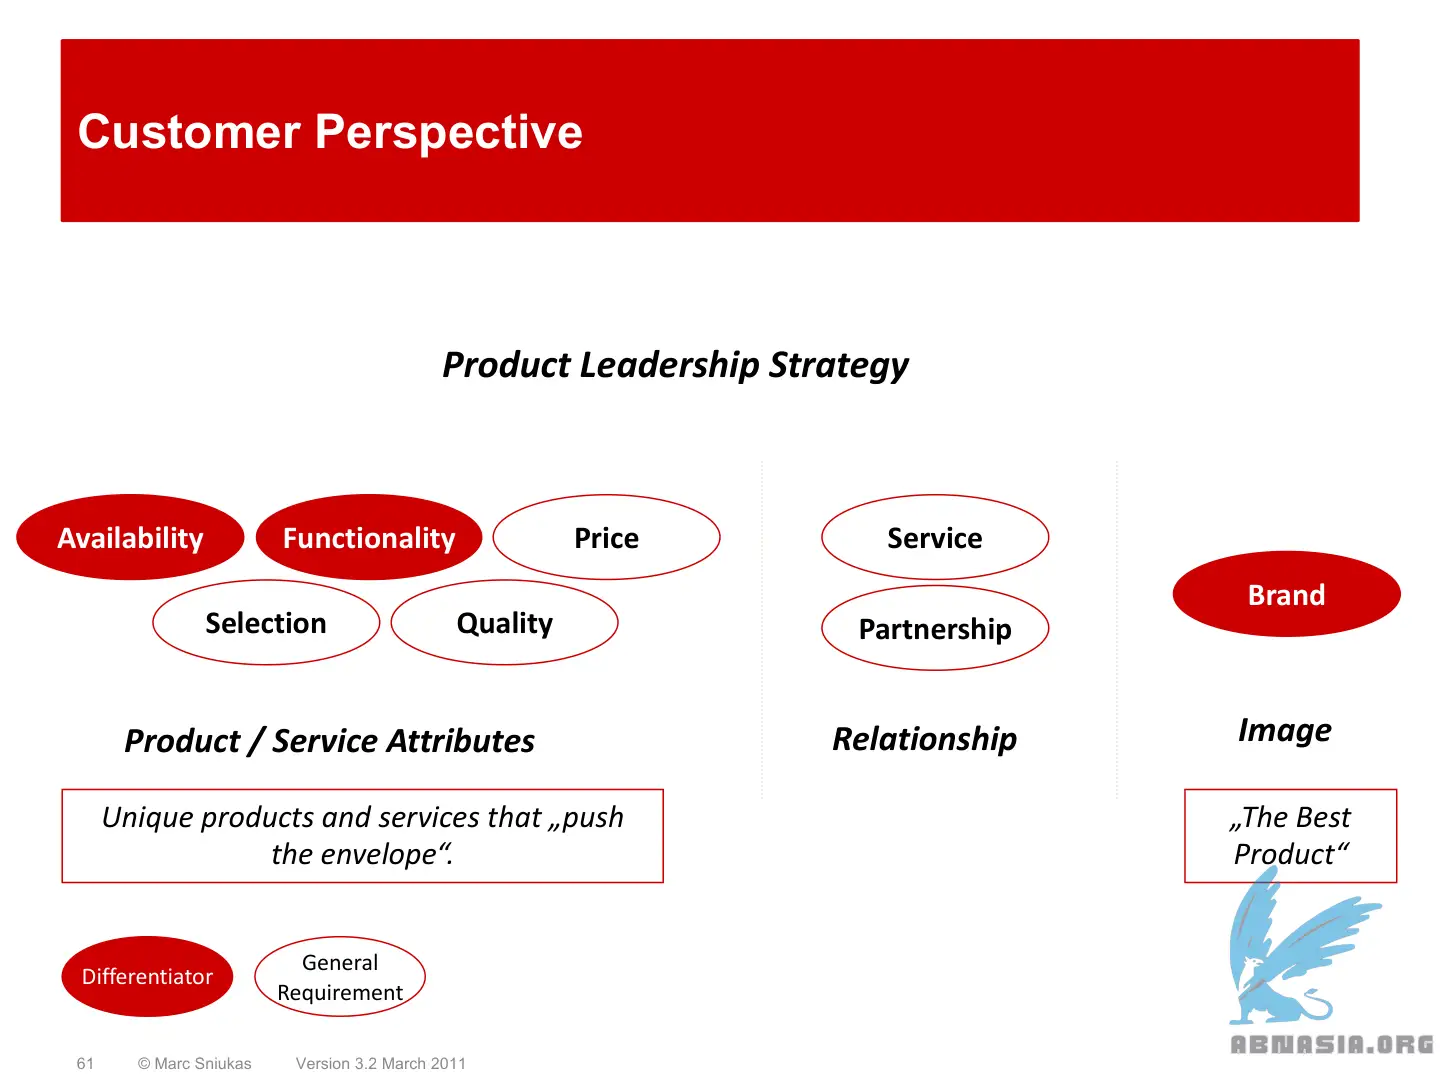 Customer Perspective
Product Leadership Strategy
Availability
Functionality
Price
Selection
Quality
Service
Partnership
Brand
Product / Service Attributes
Relationship
Image
Unique products and services that „push
the envelope“.
„The Best
Product“
Differentiator
General
Requirement
61 © Marc Sniukas Version 3.2 March 2011
ABNASIA.ORG